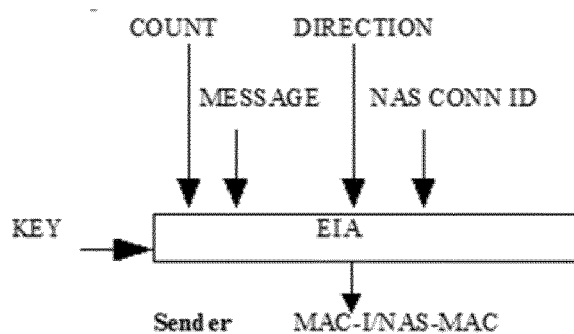 COUNT DIRECTION
MESSAGE NAS CONN ID
KEY EIA
Sender MAC-I/NAS-MAC